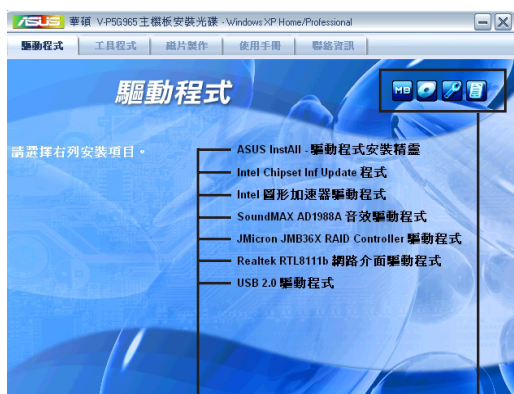 ASUS 華碩 V-P5G965 主機板安裝光碟 - Windows XP Home/Professional
驅動程式 工具程式 磁片製作 使用手冊 聯絡資訊
驅動程式
MB
請選擇右列安裝項目。
ASUS InstAll - 驅動程式安裝精靈
Intel Chipset Inf Update 程式
Intel 圖形加速器驅動程式
SoundMAX AD1988A 音效驅動程式
JMicron JMB36X RAID Controller 驅動程式
Realtek RTL8111b 網路介面驅動程式
USB 2.0 驅動程式